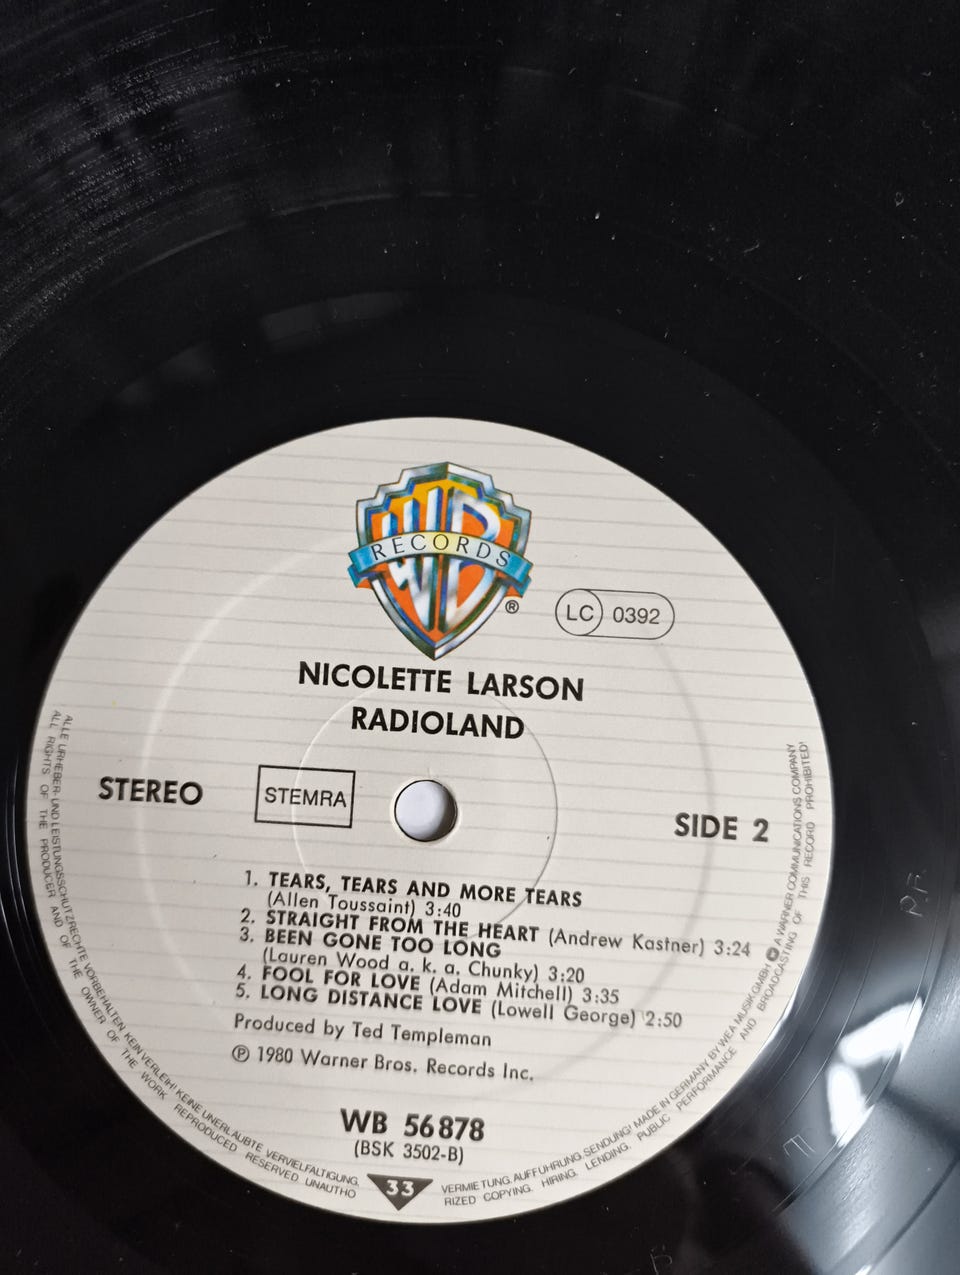 WB
RECORDS
®
LC 0392
NICOLETTE LARSON
RADIOLAND
STEREO
STEMRA
SIDE 2
1. TEARS, TEARS AND MORE TEARS
(Allen Toussaint) 3:40
2. STRAIGHT FROM THE HEART (Andrew Kastner) 3:24
3. BEEN GONE TOO LONG
(Lauren Wood a. k. a. Chunky) 3:20
4. FOOL FOR LOVE (Adam Mitchell) 3:35
5. LONG DISTANCE LOVE (Lowell George) 2:50
Produced by Ted Templeman
℗ 1980 Warner Bros. Records Inc.
WB 56 878
(BSK 3502-B)
33
ALLE URHEBER- UND LEISTUNGSSCHUTZRECHTE VORBEHALTEN. KEIN VERLEIH! KEINE UNERLAUBTE VERVIELFÄLTIGUNG, VERMIETUNG, AUFFÜHRUNG, SENDUNG! MADE IN GERMANY BY WEA MUSIK GMBH A WARNER COMMUNICATIONS COMPANY
ALL RIGHTS OF THE PRODUCER AND OF THE OWNER OF THE WORK REPRODUCED RESERVED. UNAUTHORIZED COPYING, HIRING, LENDING, PUBLIC PERFORMANCE AND BROADCASTING OF THIS RECORD PROHIBITED!